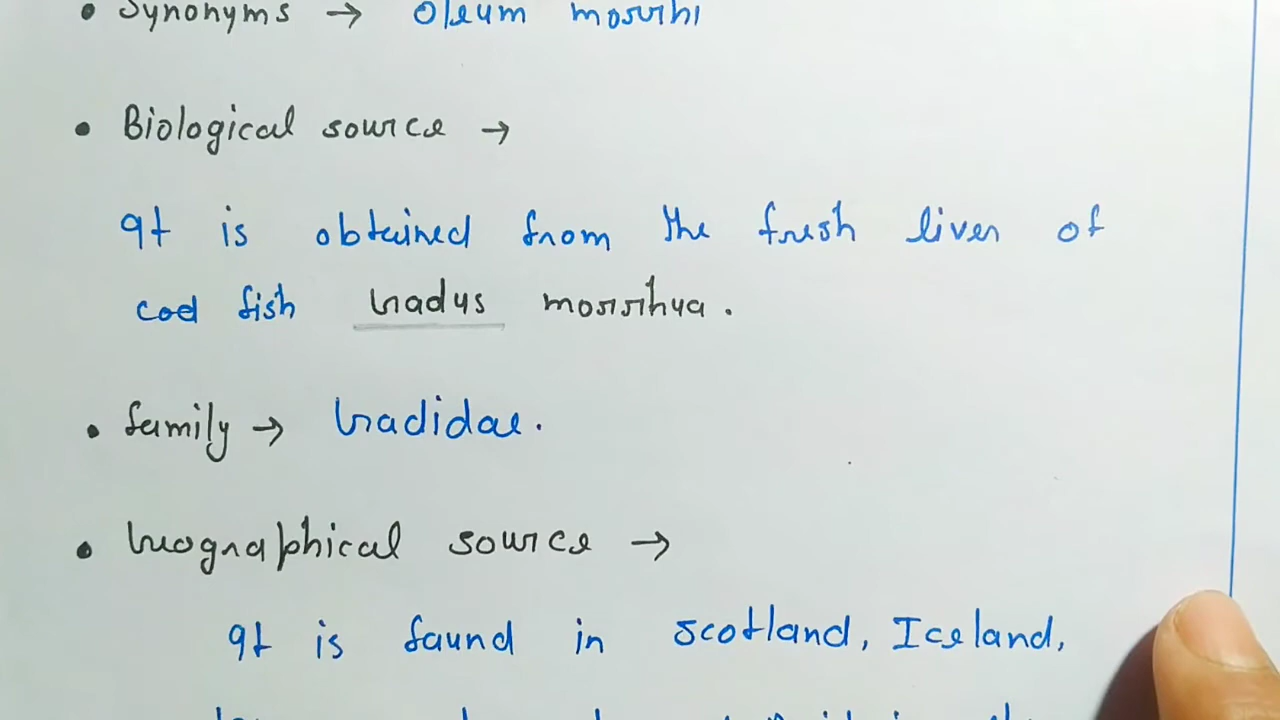 • Synonyms → Oleum morrhi
• Biological source →
It is obtained from the fresh liver of
cod fish Gadus morrhua.
• family → Gadidae.
• Geographical source →
It is faund in scotland, Iceland,